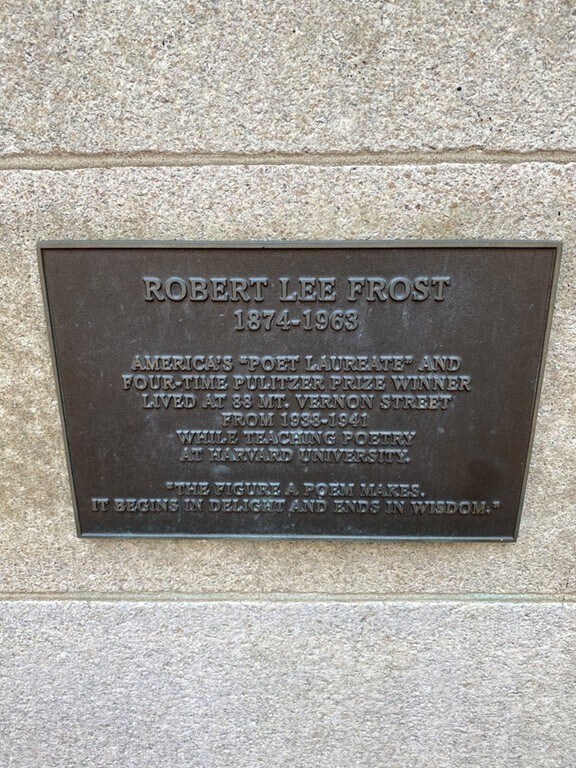 ROBERT LEE FROST
1874-1963
AMERICA'S "POET LAUREATE" AND
FOUR-TIME PULITZER PRIZE WINNER
LIVED AT 88 MT. VERNON STREET
FROM 1938-1941
WHILE TEACHING POETRY
AT HARVARD UNIVERSITY.
"THE FIGURE A POEM MAKES.
IT BEGINS IN DELIGHT AND ENDS IN WISDOM."